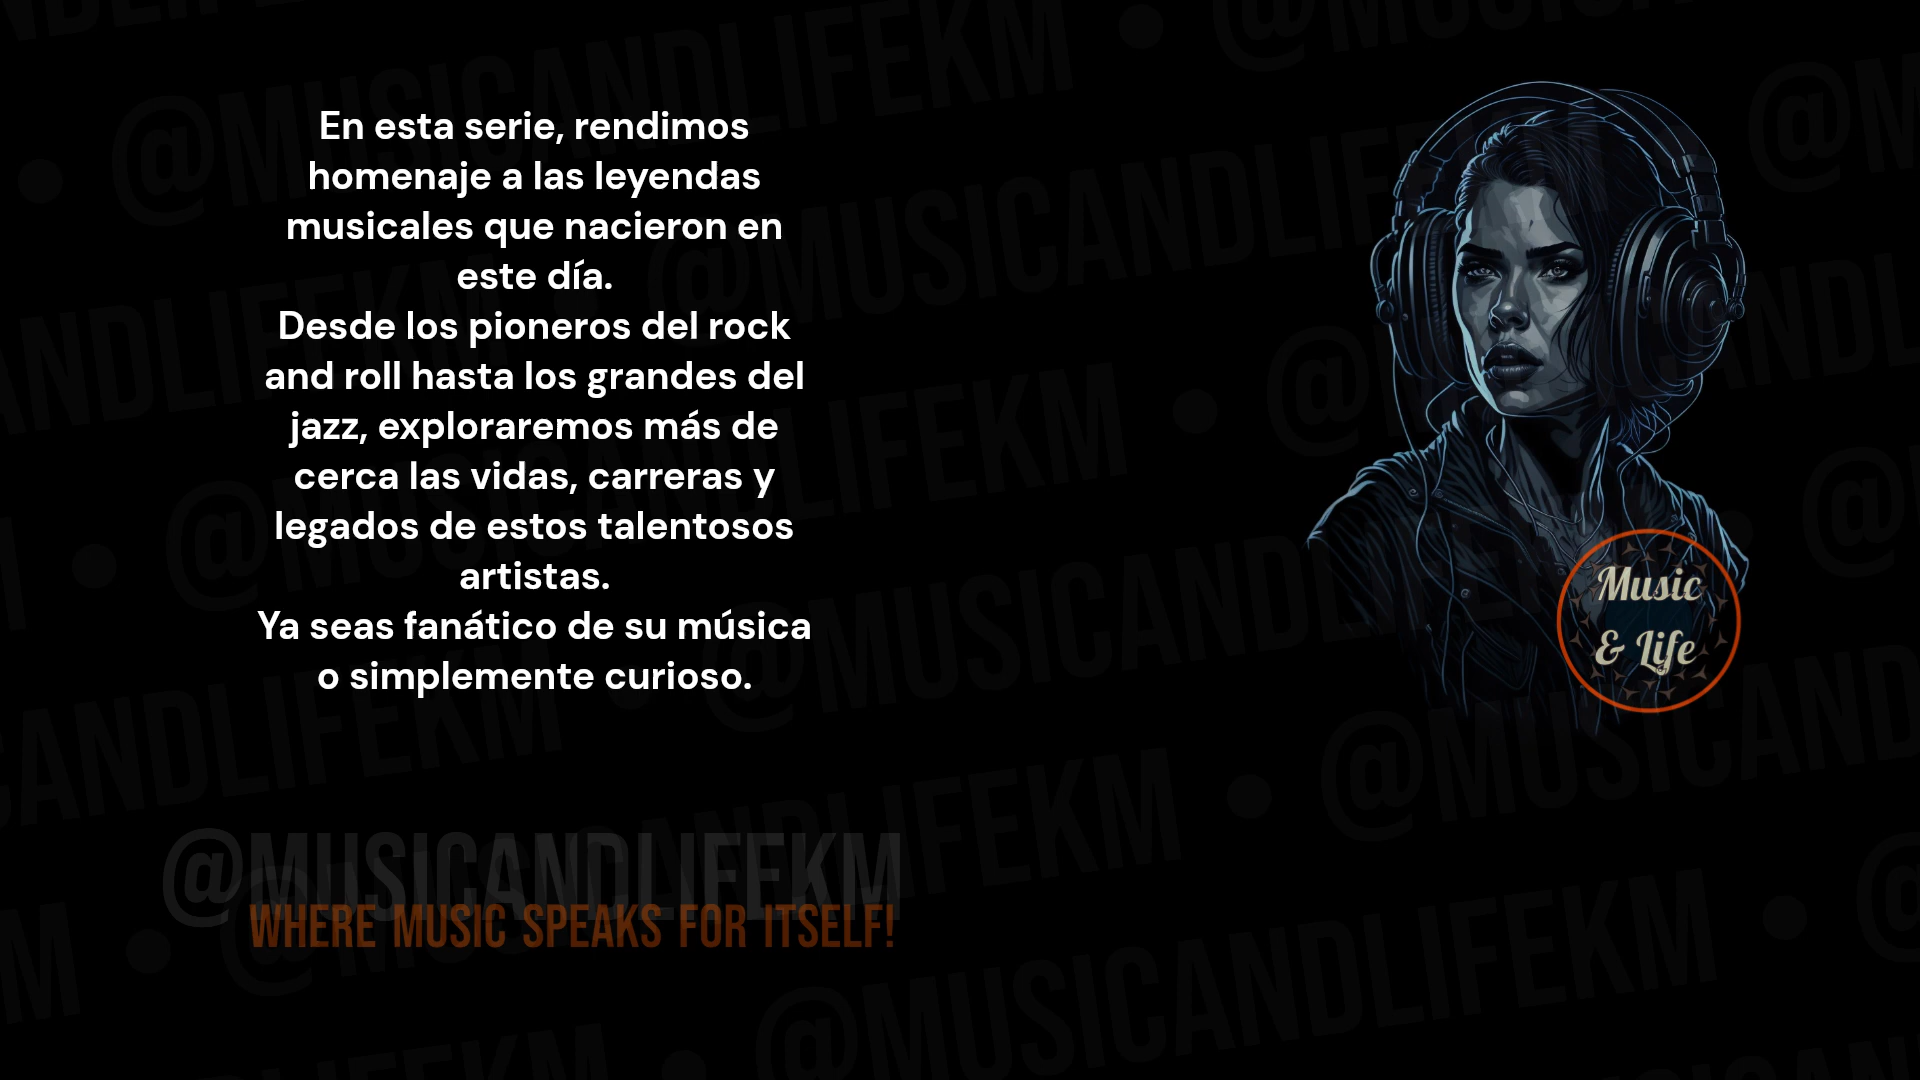 En esta serie, rendimos
homenaje a las leyendas
musicales que nacieron en
este día.
Desde los pioneros del rock
and roll hasta los grandes del
jazz, exploraremos más de
cerca las vidas, carreras y
legados de estos talentosos
artistas.
Ya seas fanático de su música
o simplemente curioso.
Music
& Life
@MUSICANDLIFEKM
WHERE MUSIC SPEAKS FOR ITSELF!